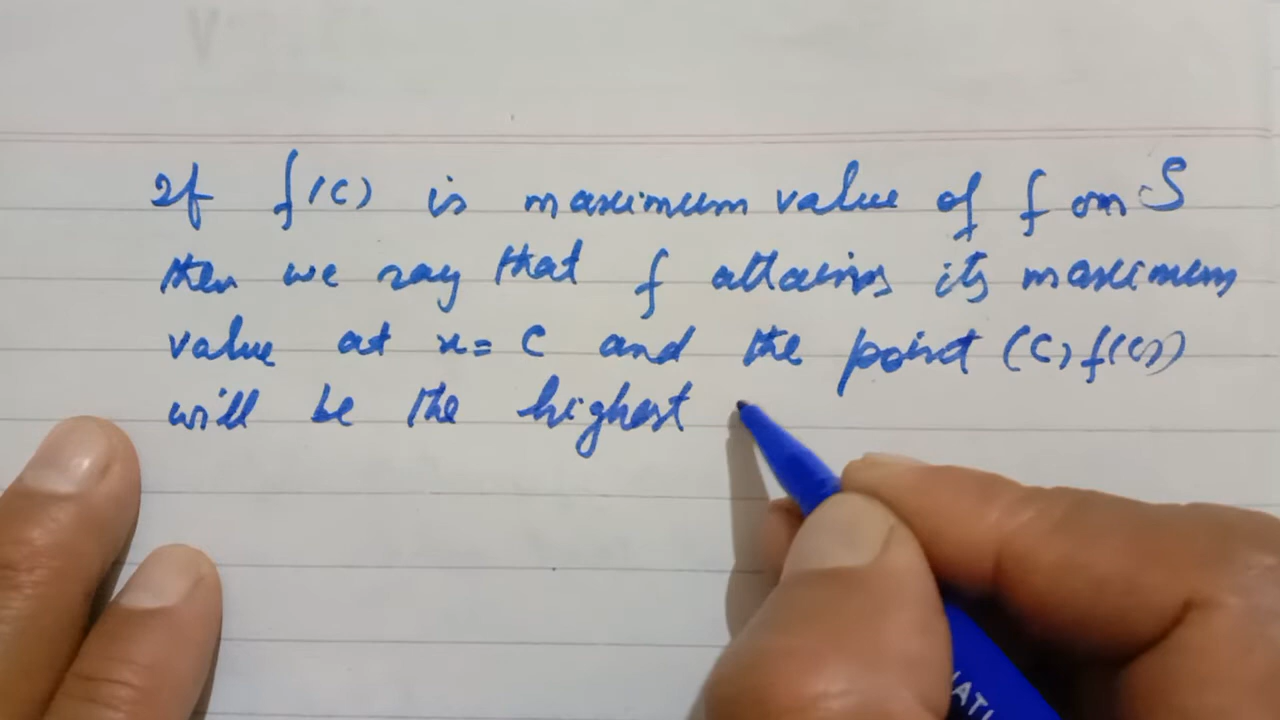 If f(c) is maximum value of f on S
then we say that f attains its maximum
value at x = c and the point (c, f(c))
will be the highest